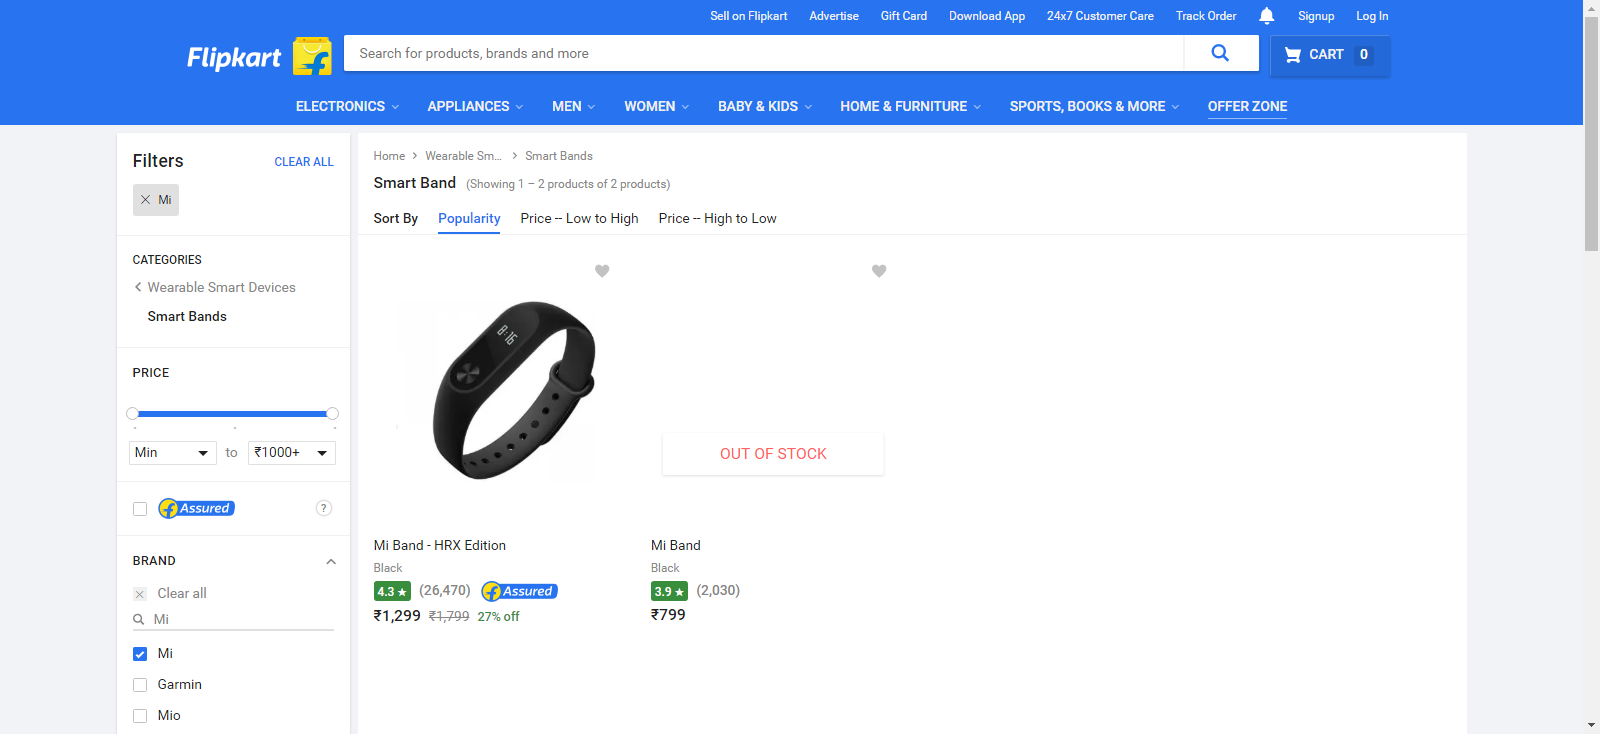 Sell on Flipkart Advertise Gift Card Download App 24x7 Customer Care Track Order Signup Log In
Flipkart Search for products, brands and more CART 0
ELECTRONICS APPLIANCES MEN WOMEN BABY & KIDS HOME & FURNITURE SPORTS, BOOKS & MORE OFFER ZONE
Filters CLEAR ALL
Mi
CATEGORIES
Wearable Smart Devices
Smart Bands
PRICE
Min to ₹1000+
Assured ?
BRAND
Clear all
Mi
Mi
Garmin
Mio
Home Wearable Sm... Smart Bands
Smart Band (Showing 1 – 2 products of 2 products)
Sort By Popularity Price -- Low to High Price -- High to Low
8:16
Mi Band - HRX Edition
Black
4.3 ★ (26,470) Assured
₹1,299 ₹1,799 27% off
OUT OF STOCK
Mi Band
Black
3.9 ★ (2,030)
₹799